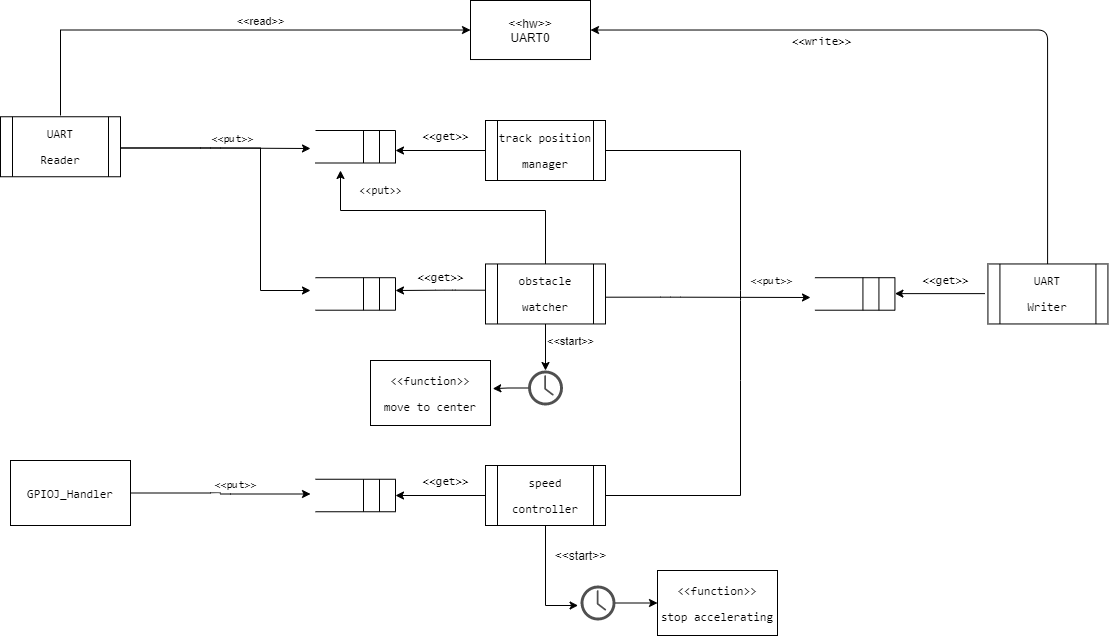 <<read>>
<<hw>>
UART0
<<write>>
UART
Reader
<<put>>
<<get>>
track position
manager
<<put>>
<<get>>
obstacle
watcher
<<put>>
<<get>>
UART
Writer
<<start>>
<<function>>
move to center
GPIOJ_Handler
<<put>>
<<get>>
speed
controller
<<start>>
<<function>>
stop accelerating